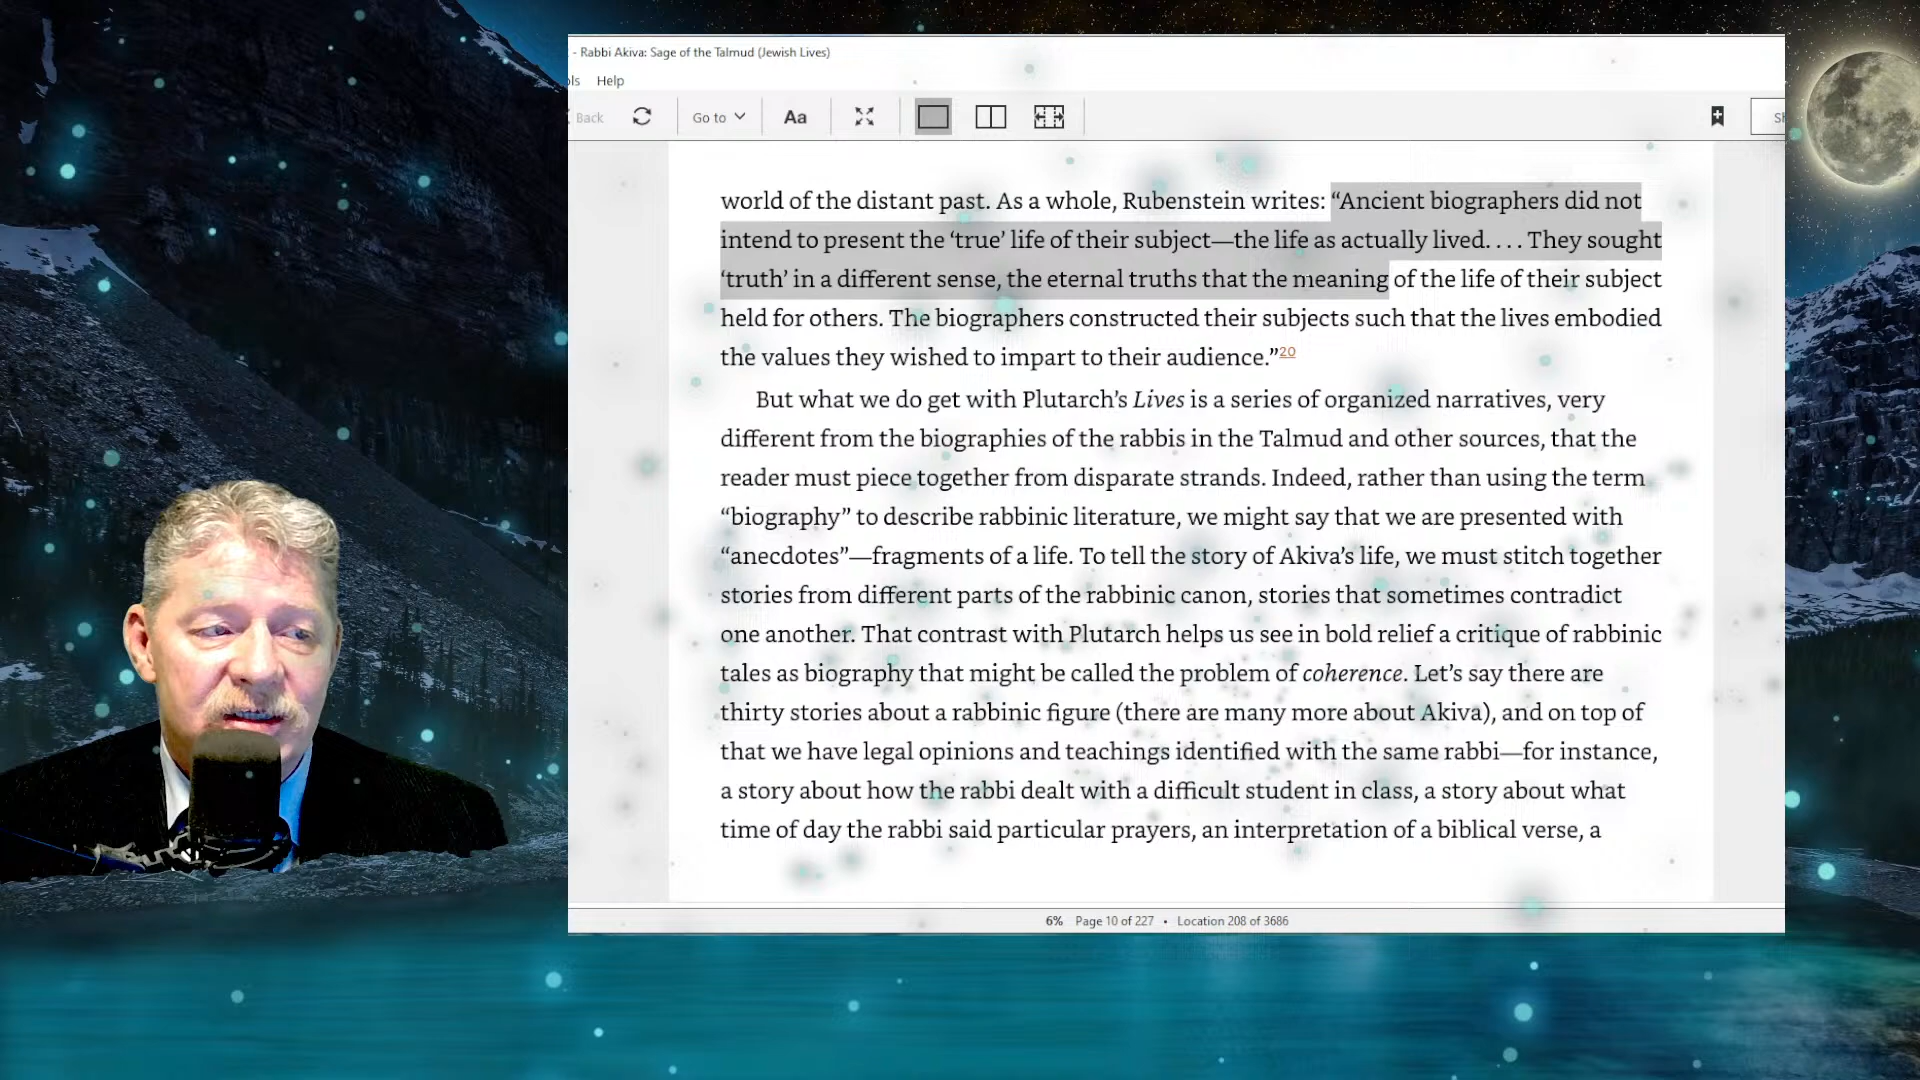 - Rabbi Akiva: Sage of the Talmud (Jewish Lives)
ols Help
Back Go to Aa
world of the distant past. As a whole, Rubenstein writes: “Ancient biographers did not
intend to present the ‘true’ life of their subject—the life as actually lived. . . . They sought
‘truth’ in a different sense, the eternal truths that the meaning of the life of their subject
held for others. The biographers constructed their subjects such that the lives embodied
the values they wished to impart to their audience.”20
But what we do get with Plutarch’s Lives is a series of organized narratives, very
different from the biographies of the rabbis in the Talmud and other sources, that the
reader must piece together from disparate strands. Indeed, rather than using the term
“biography” to describe rabbinic literature, we might say that we are presented with
“anecdotes”—fragments of a life. To tell the story of Akiva’s life, we must stitch together
stories from different parts of the rabbinic canon, stories that sometimes contradict
one another. That contrast with Plutarch helps us see in bold relief a critique of rabbinic
tales as biography that might be called the problem of coherence. Let’s say there are
thirty stories about a rabbinic figure (there are many more about Akiva), and on top of
that we have legal opinions and teachings identified with the same rabbi—for instance,
a story about how the rabbi dealt with a difficult student in class, a story about what
time of day the rabbi said particular prayers, an interpretation of a biblical verse, a
6% Page 10 of 227 • Location 208 of 3686